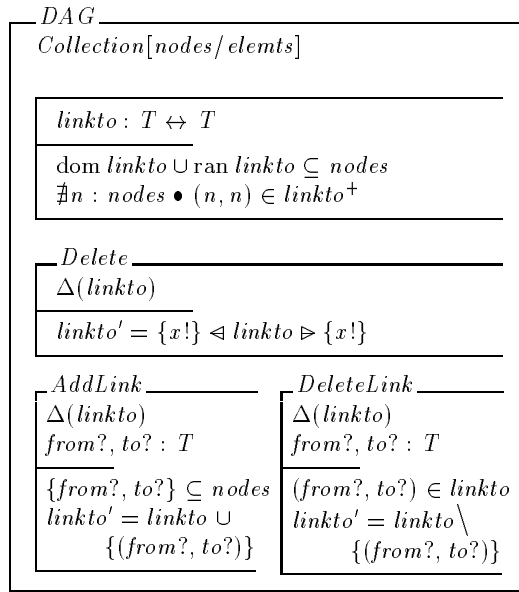 DAG
Collection[nodes/elemts]
linkto : T ↔ T
dom linkto ∪ ran linkto ⊆ nodes
∄n : nodes • (n, n) ∈ linkto⁺
Delete
Δ(linkto)
linkto′ = {x!} ⩤ linkto ⩥ {x!}
AddLink
Δ(linkto)
from?, to? : T
{from?, to?} ⊆ nodes
linkto′ = linkto ∪
{(from?, to?)}
DeleteLink
Δ(linkto)
from?, to? : T
(from?, to?) ∈ linkto
linkto′ = linkto \
{(from?, to?)}